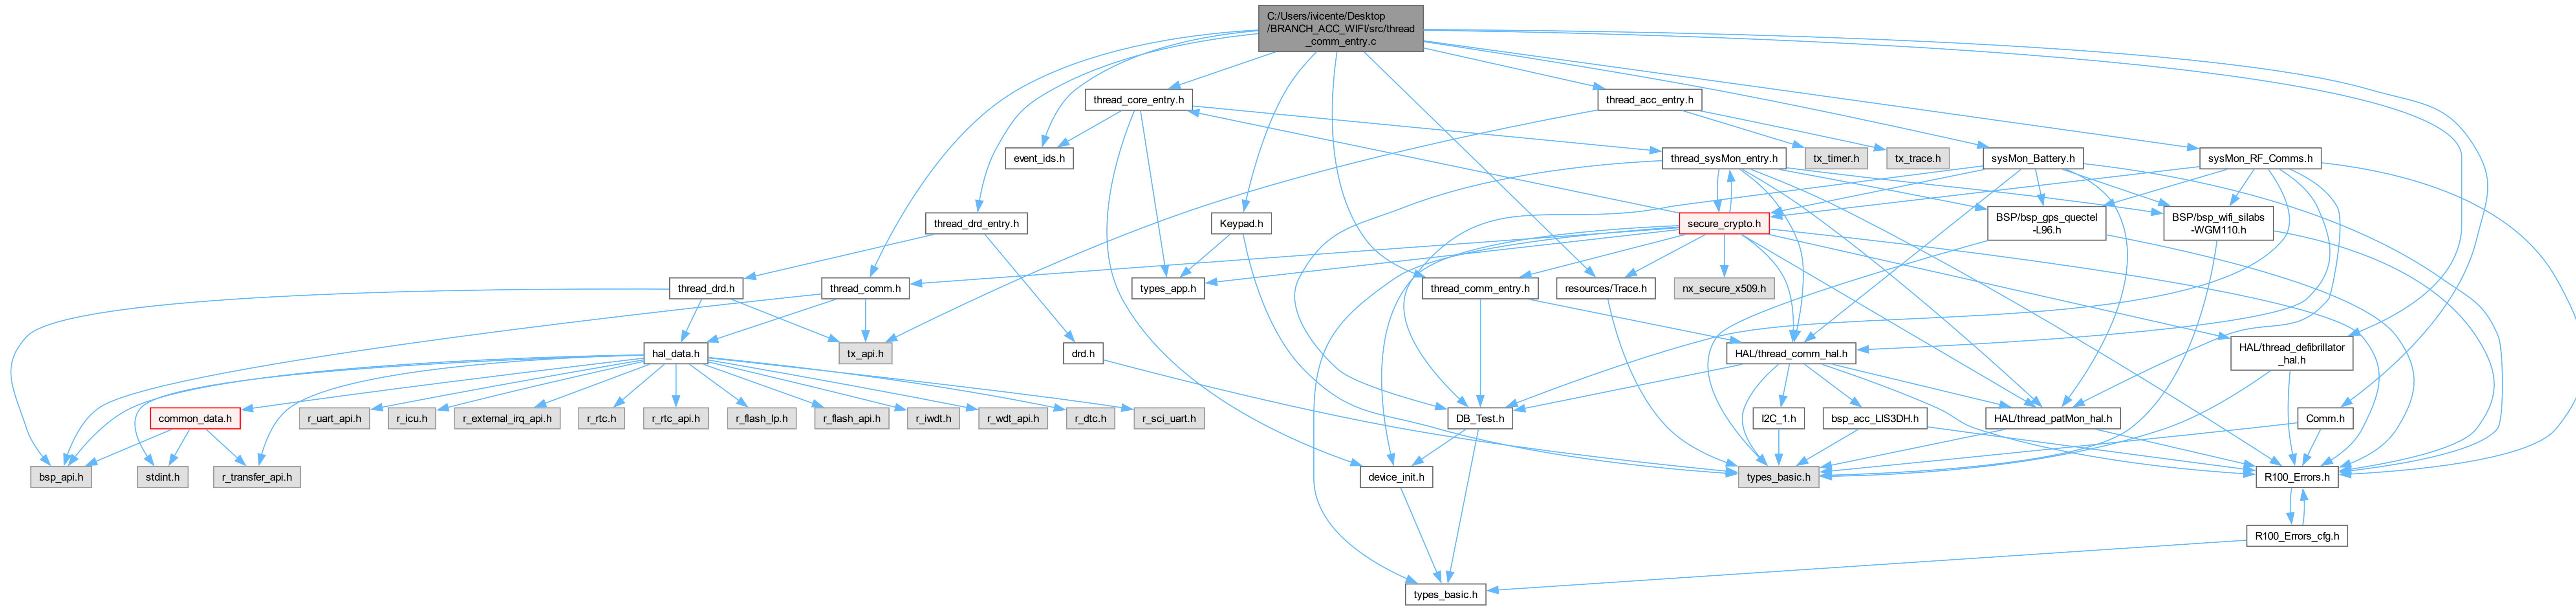 C:/Users/ivicente/Desktop
/BRANCH_ACC_WIFI/src/thread
_comm_entry.c
thread_core_entry.h
thread_acc_entry.h
event_ids.h
thread_sysMon_entry.h
tx_timer.h
tx_trace.h
sysMon_Battery.h
sysMon_RF_Comms.h
thread_drd_entry.h
Keypad.h
secure_crypto.h
BSP/bsp_gps_quectel
-L96.h
BSP/bsp_wifi_silabs
-WGM110.h
thread_drd.h
thread_comm.h
types_app.h
thread_comm_entry.h
resources/Trace.h
nx_secure_x509.h
hal_data.h
tx_api.h
drd.h
HAL/thread_comm_hal.h
HAL/thread_defibrillator
_hal.h
common_data.h
r_uart_api.h
r_icu.h
r_external_irq_api.h
r_rtc.h
r_rtc_api.h
r_flash_lp.h
r_flash_api.h
r_iwdt.h
r_wdt_api.h
r_dtc.h
r_sci_uart.h
DB_Test.h
I2C_1.h
bsp_acc_LIS3DH.h
HAL/thread_patMon_hal.h
Comm.h
bsp_api.h
stdint.h
r_transfer_api.h
device_init.h
types_basic.h
R100_Errors.h
R100_Errors_cfg.h
types_basic.h